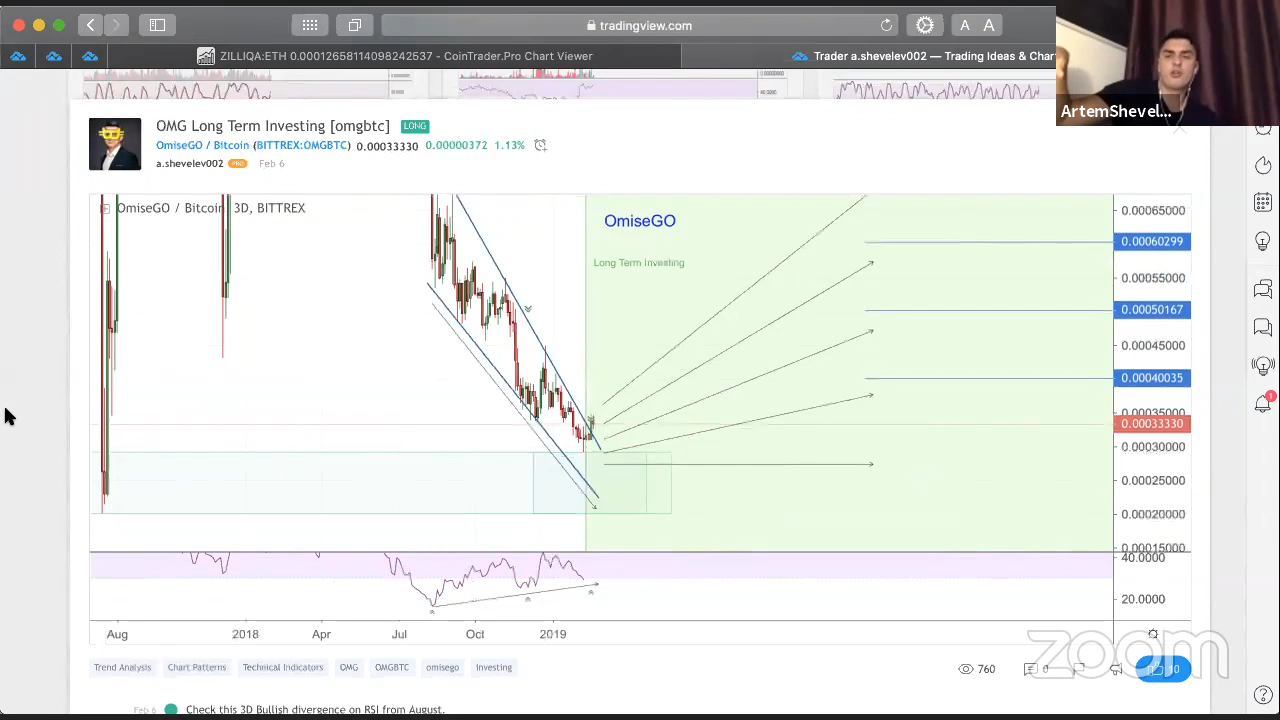 tradingview.com
A A
ZILLIQA:ETH 0.00012658114098242537 - CoinTrader.Pro Chart Viewer
Trader a.shevelev002 — Trading Ideas & Char
ArtemShevel...
OMG Long Term Investing [omgbtc] LONG
OmiseGO / Bitcoin (BITTREX:OMGBTC) 0.00033330 0.00000372 1.13%
a.shevelev002 PRO Feb 6
OmiseGO / Bitcoin 3D, BITTREX
OmiseGO
Long Term Investing
0.00065000
0.00060299
0.00055000
0.00050167
0.00045000
0.00040035
0.00035000
0.00033330
0.00030000
0.00025000
0.00020000
0.00015000
40.0000
20.0000
Aug 2018 Apr Jul Oct 2019
zoom
Trend Analysis Chart Patterns Technical Indicators OMG OMGBTC omisego Investing
760 0 10
Feb 6 Check this 3D Bullish divergence on RSI from August.